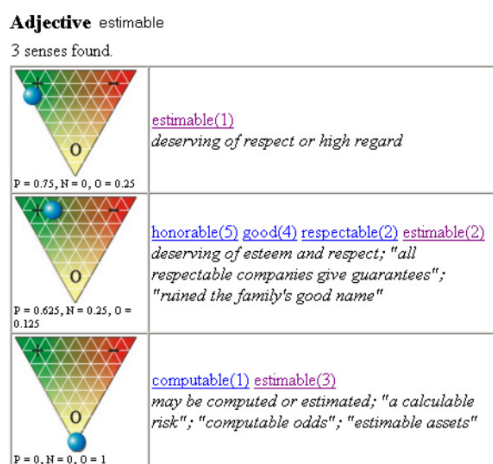 Adjective estimable
3 senses found.
O
P = 0.75, N = 0, O = 0.25
estimable(1)
deserving of respect or high regard
O
P = 0.625, N = 0.25, O =
0.125
honorable(5) good(4) respectable(2) estimable(2)
deserving of esteem and respect; "all
respectable companies give guarantees";
"ruined the family's good name"
O
P = 0, N = 0, O = 1
computable(1) estimable(3)
may be computed or estimated; "a calculable
risk"; "computable odds"; "estimable assets"